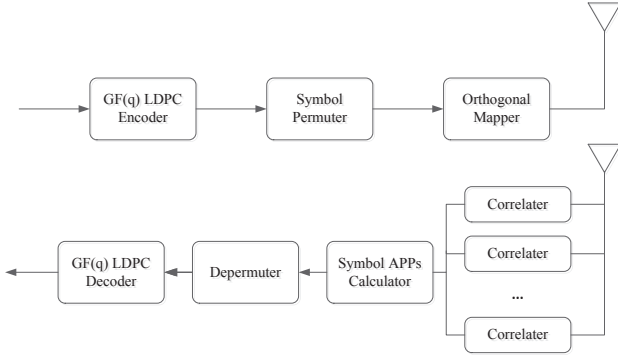 GF(q) LDPC
Encoder
Symbol
Permuter
Orthogonal
Mapper
Correlater
Correlater
...
Correlater
GF(q) LDPC
Decoder
Depermuter
Symbol APPs
Calculator